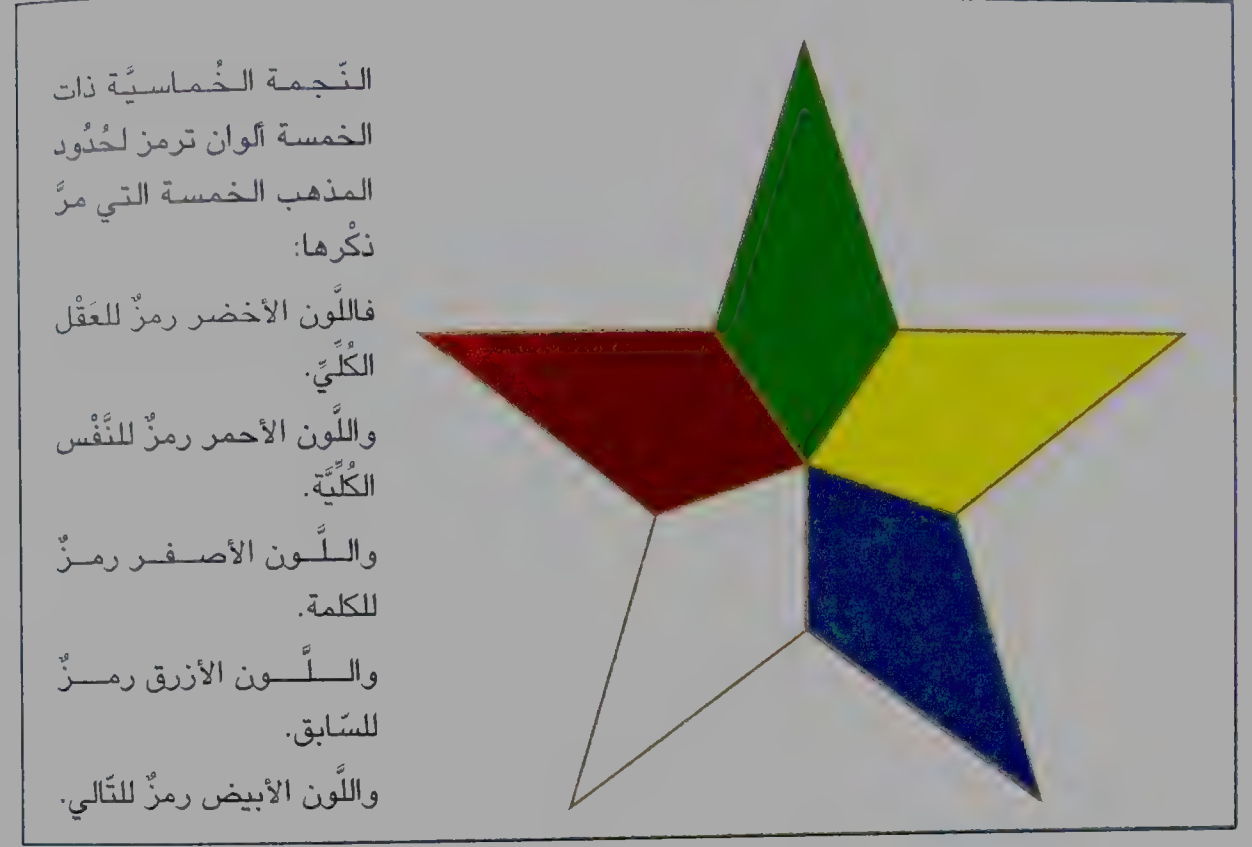 النّجمة الخُماسيَّة ذات
الخمسة ألوان ترمز لحُدُود
المذهب الخمسة التي مرَّ
ذكْرها:
فاللَّون الأخضر رمزٌ للعَقْل
الكُلِّيِّ.
واللَّون الأحمر رمزٌ للنَّفْس
الكُلِّيَّة.
واللَّون الأصفر رمزٌ
للكلمة.
واللَّون الأزرق رمزٌ
للسّابق.
واللَّون الأبيض رمزٌ للتّالي.